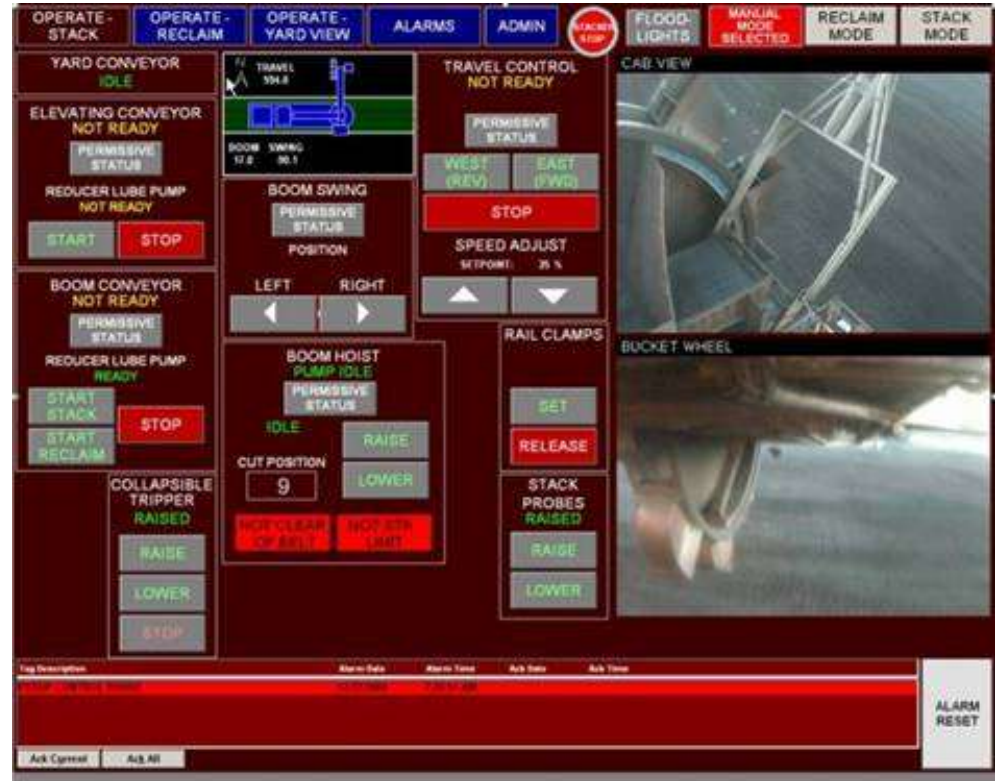 OPERATE -
STACK
OPERATE -
RECLAIM
OPERATE -
YARD VIEW
ALARMS
ADMIN
STACKER
STOP
FLOOD-
LIGHTS
MANUAL
MODE
SELECTED
RECLAIM
MODE
STACK
MODE
YARD CONVEYOR
IDLE
ELEVATING CONVEYOR
NOT READY
PERMISSIVE
STATUS
REDUCER LUBE PUMP
NOT READY
START
STOP
BOOM CONVEYOR
NOT READY
PERMISSIVE
STATUS
REDUCER LUBE PUMP
READY
START
STACK
START
RECLAIM
STOP
COLLAPSIBLE
TRIPPER
RAISED
RAISE
LOWER
STOP
N
TRAVEL
BOOM SWING
17.0
BOOM SWING
PERMISSIVE
STATUS
POSITION
LEFT RIGHT
BOOM HOIST
PUMP IDLE
PERMISSIVE
STATUS
IDLE
RAISE
CUT POSITION
9
LOWER
NOT CLEAR
OF BELT
NOT STR
LIMIT
TRAVEL CONTROL
NOT READY
PERMISSIVE
STATUS
WEST
(REV)
EAST
(FWD)
STOP
SPEED ADJUST
SETPOINT: 35 %
RAIL CLAMPS
SET
RELEASE
STACK
PROBES
RAISED
RAISE
LOWER
CAB VIEW
BUCKET WHEEL
Tag Description Alarm Date Alarm Time Ack Date Ack Time
Ack Current Ack All
ALARM
RESET